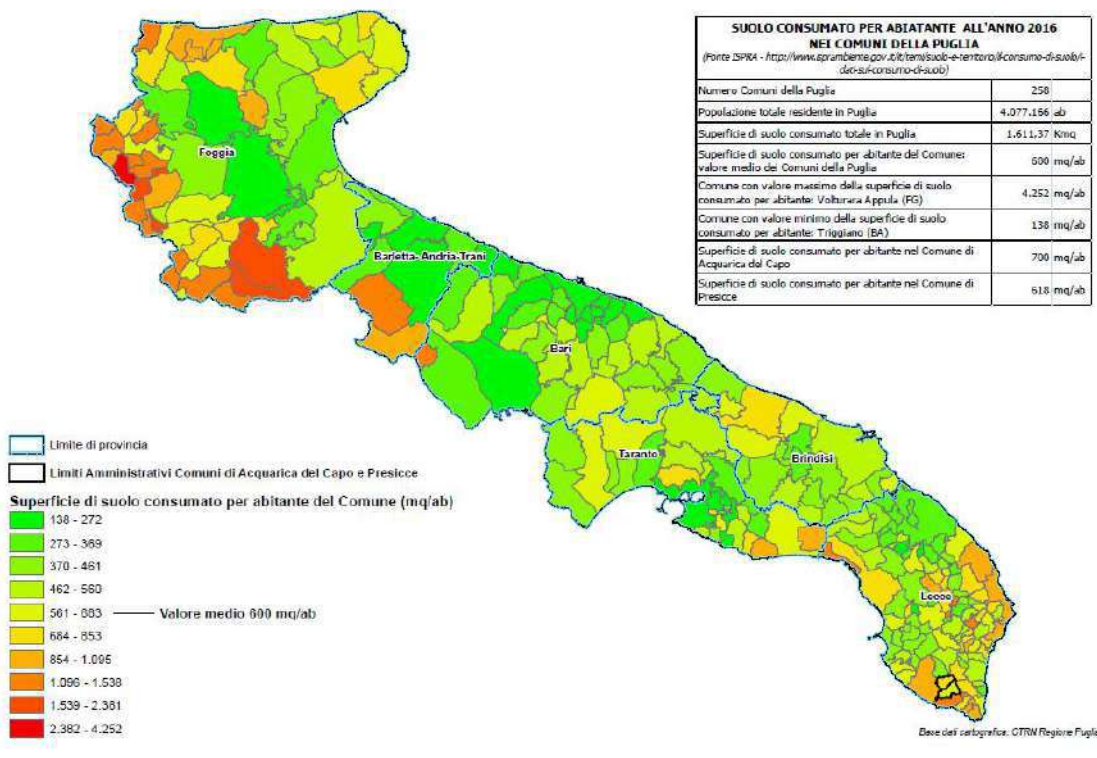 SUOLO CONSUMATO PER ABIATANTE ALL'ANNO 2016
NEI COMUNI DELLA PUGLIA
(Fonte ISPRA - http://www.isprambiente.gov.it/it/temi/suolo-e-territorio/il-consumo-di-suolo/i-
dati-sul-consumo-di-suolo)
Numero Comuni della Puglia 258
Popolazione totale residente in Puglia 4.077.166 ab
Superficie di suolo consumato totale in Puglia 1.611,37 Kmq
Superficie di suolo consumato per abitante del Comune:
valore medio dei Comuni della Puglia 600 mq/ab
Comune con valore massimo della superficie di suolo
consumato per abitante: Volturara Appula (FG) 4.252 mq/ab
Comune con valore minimo della superficie di suolo
consumato per abitante: Triggiano (BA) 138 mq/ab
Superficie di suolo consumato per abitante nel Comune di
Acquarica del Capo 700 mq/ab
Superficie di suolo consumato per abitante nel Comune di
Presicce 618 mq/ab
Foggia
Barletta-Andria-Trani
Bari
Taranto
Brindisi
Lecce
Limite di provincia
Limiti Amministrativi Comuni di Acquarica del Capo e Presicce
Superficie di suolo consumato per abitante del Comune (mq/ab)
138 - 272
273 - 369
370 - 461
462 - 560
561 - 683 Valore medio 600 mq/ab
684 - 853
854 - 1.095
1.096 - 1.538
1.539 - 2.381
2.382 - 4.252
Base dati cartografica: CTRN Regione Puglia